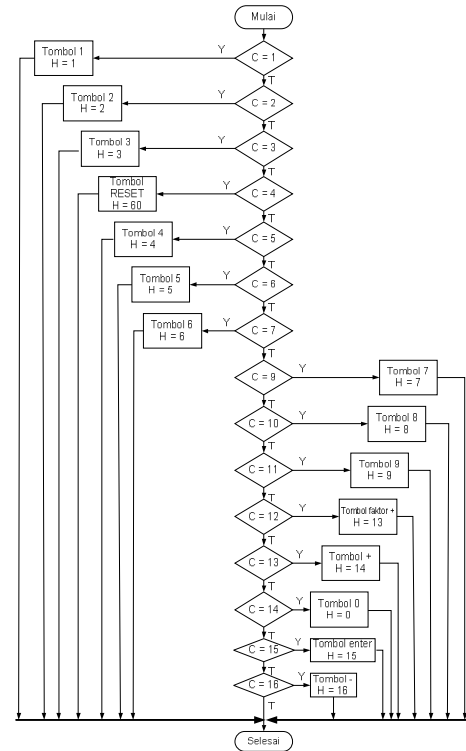 Mulai
Tombol 1
H = 1
Y
C = 1
T
Tombol 2
H = 2
Y
C = 2
T
Tombol 3
H = 3
Y
C = 3
T
Tombol
RESET
H = 60
Y
C = 4
T
Tombol 4
H = 4
Y
C = 5
T
Tombol 5
H = 5
Y
C = 6
T
Tombol 6
H = 6
Y
C = 7
T
C = 9
Y
Tombol 7
H = 7
T
C = 10
Y
Tombol 8
H = 8
T
C = 11
Y
Tombol 9
H = 9
T
C = 12
Y
Tombol faktor +
H = 13
T
C = 13
Y
Tombol +
H = 14
T
C = 14
Y
Tombol 0
H = 0
T
C = 15
Y
Tombol enter
H = 15
T
C = 16
Y
Tombol -
H = 16
T
Selesai